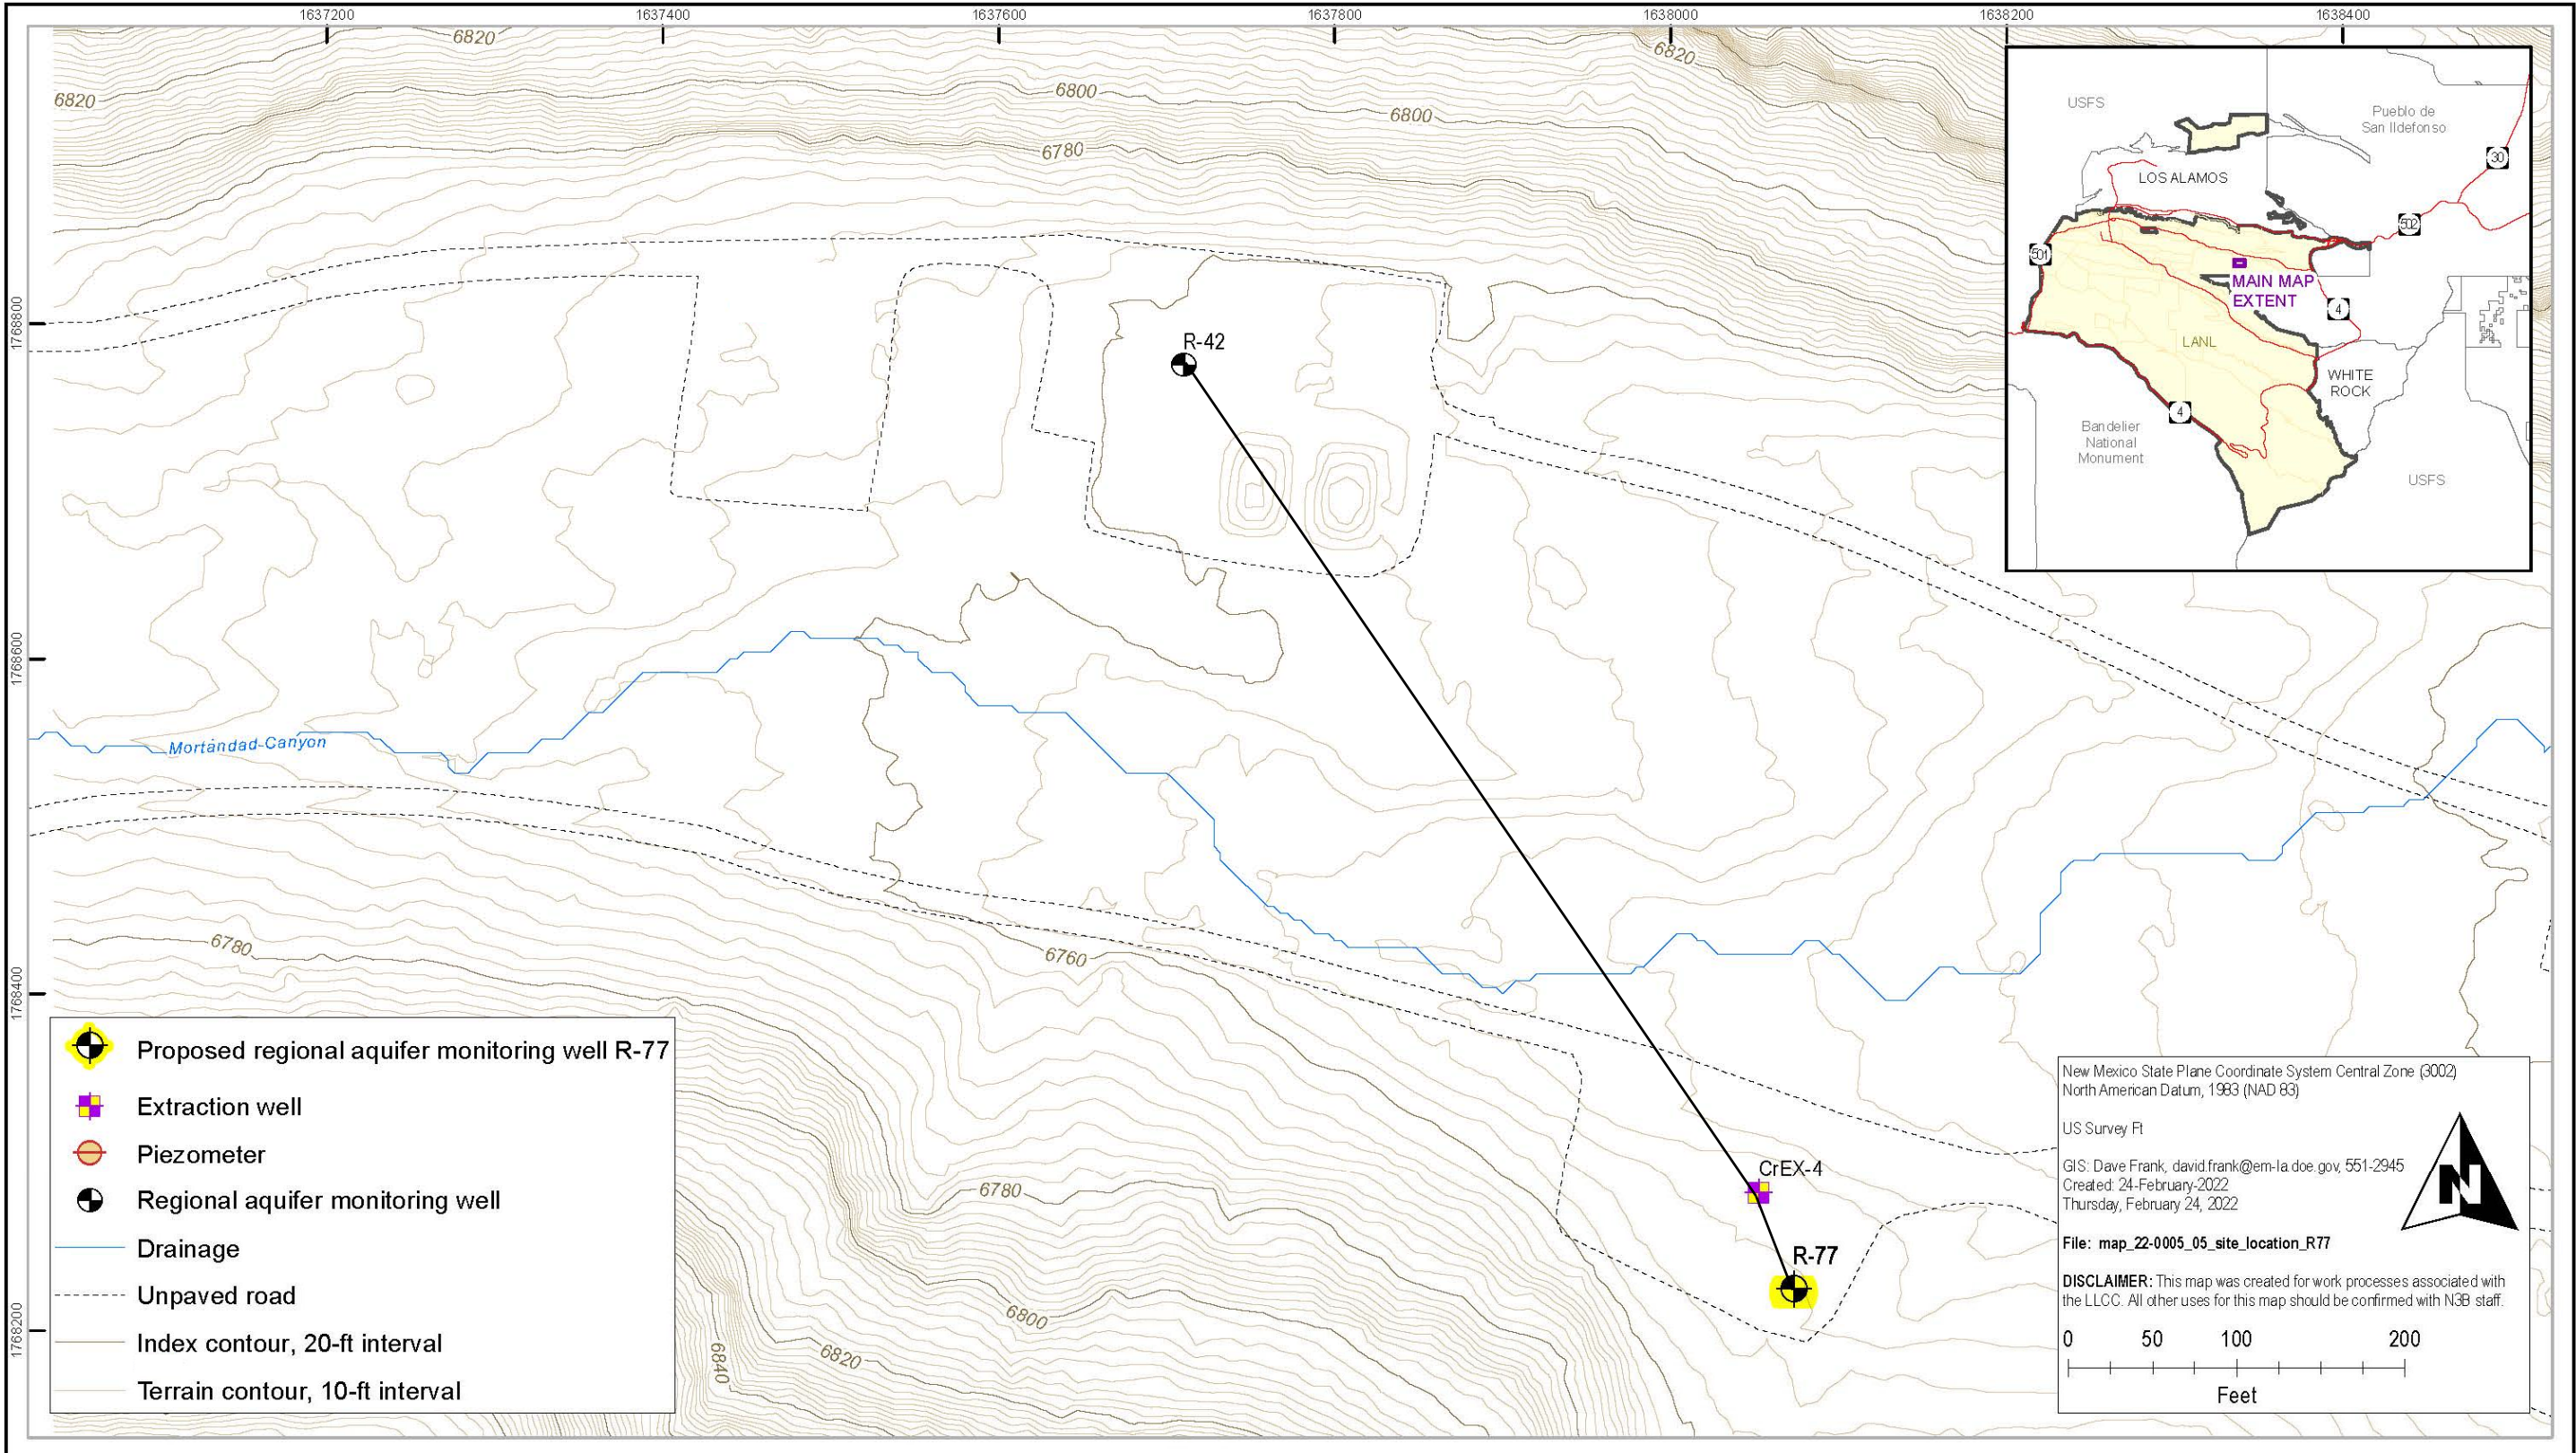 1637200
1637400
1637600
1637800
1638000
1638200
1638400
6820
6820
6820
6800
6800
6780
USFS
Pueblo de
San Ildefonso
30
LOS ALAMOS
502
501
MAIN MAP
EXTENT
4
LANL
WHITE
ROCK
4
Bandelier
National
Monument
USFS
1768800
R-42
1768600
Mortandad-Canyon
6780
6760
1768400
Proposed regional aquifer monitoring well R-77
Extraction well
Piezometer
Regional aquifer monitoring well
Drainage
Unpaved road
Index contour, 20-ft interval
Terrain contour, 10-ft interval
6780
6800
6820
6840
CrEX-4
R-77
1768200
New Mexico State Plane Coordinate System Central Zone (3002)
North American Datum, 1983 (NAD 83)
US Survey Ft
GIS: Dave Frank, david.frank@em-la.doe.gov, 551-2945
Created: 24-February-2022
Thursday, February 24, 2022
N
File: map_22-0005_05_site_location_R77
DISCLAIMER: This map was created for work processes associated with
the LLCC. All other uses for this map should be confirmed with N3B staff.
0 50 100 200
Feet